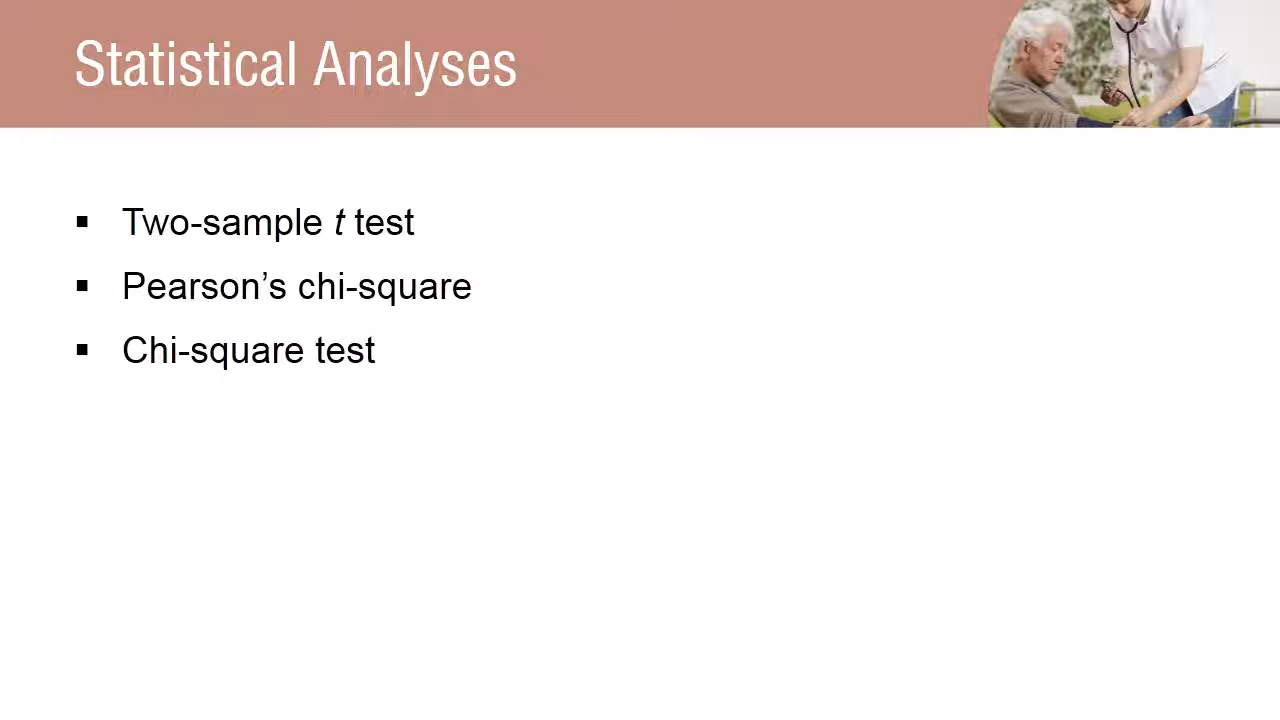 Statistical Analyses
▪ Two-sample t test
▪ Pearson’s chi-square
▪ Chi-square test